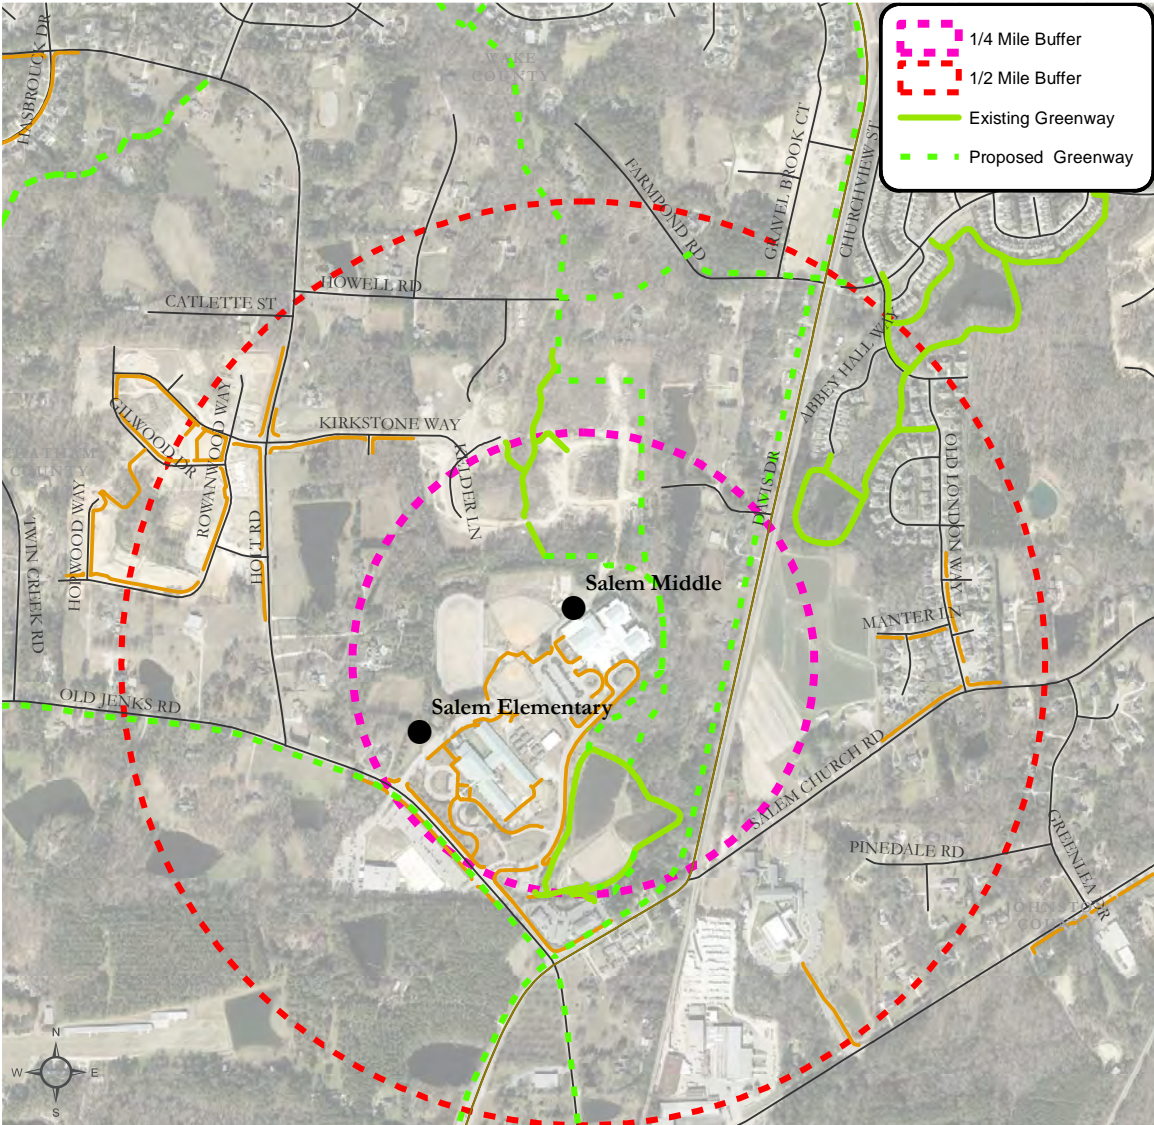 1/4 Mile Buffer
1/2 Mile Buffer
Existing Greenway
Proposed Greenway
HASBROUCK DR
WAKE
COUNTY
FARMPOND RD
GRAVEL BROOK CT
CHURCHVIEW ST
HOWELL RD
CATLETTE ST
ABBEY HALL WAY
GILWOOD DR
ROWANWOOD WAY
KIRKSTONE WAY
KELDER LN
HOPWOOD WAY
HOLT RD
DAVIS DR
OLD LONDON WAY
TWIN CREEK RD
Salem Middle
MANTER LN
OLD JENKS RD
Salem Elementary
SALEM CHURCH RD
PINEDALE RD
GREENLEA DR
N
W
E
S